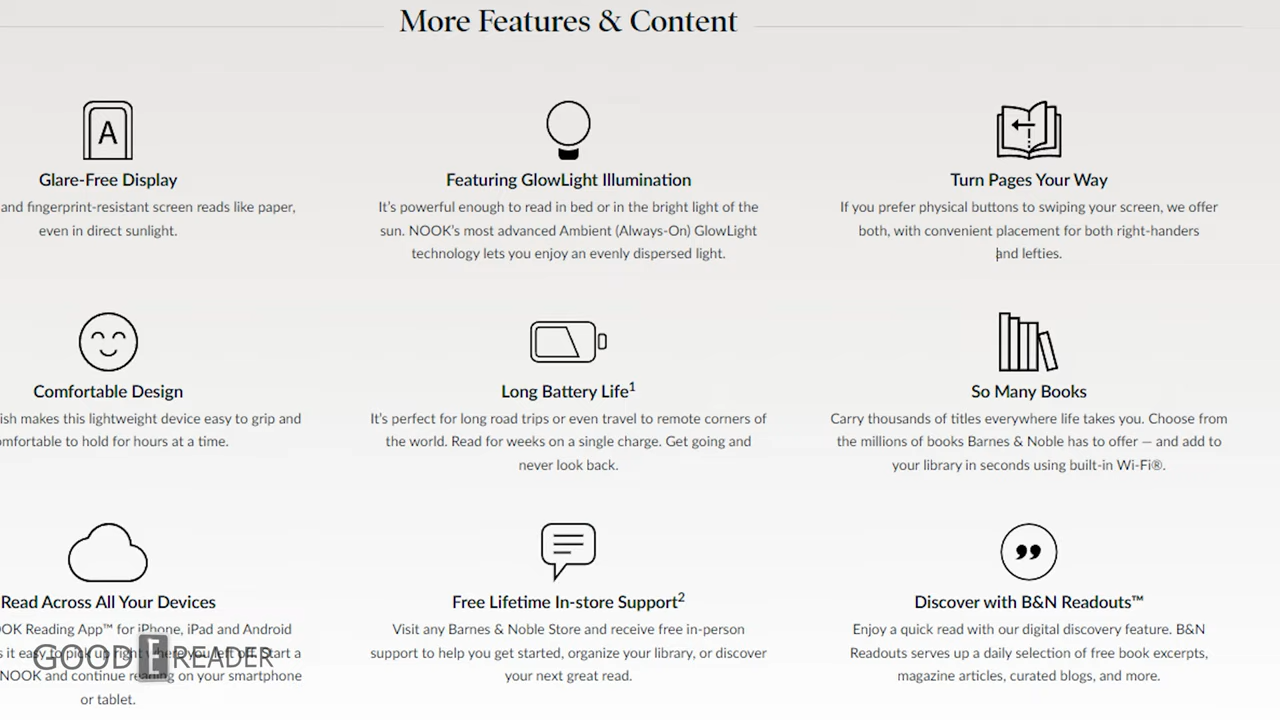 More Features & Content
A
Glare-Free Display
and fingerprint-resistant screen reads like paper,
even in direct sunlight.
Featuring GlowLight Illumination
It's powerful enough to read in bed or in the bright light of the
sun. NOOK's most advanced Ambient (Always-On) GlowLight
technology lets you enjoy an evenly dispersed light.
Turn Pages Your Way
If you prefer physical buttons to swiping your screen, we offer
both, with convenient placement for both right-handers
and lefties.
Comfortable Design
makes this lightweight device easy to grip and
to hold for hours at a time.
Long Battery Life1
It's perfect for long road trips or even travel to remote corners of
the world. Read for weeks on a single charge. Get going and
never look back.
So Many Books
Carry thousands of titles everywhere life takes you. Choose from
the millions of books Barnes & Noble has to offer – and add to
your library in seconds using built-in Wi-Fi®.
Read Across All Your Devices
Reading App™ for iPhone, iPad and Android
it easy to pick up right where you left off. Start a
NOOK and continue reading on your smartphone
or tablet.
GOOD E READER
Free Lifetime In-store Support2
Visit any Barnes & Noble Store and receive free in-person
support to help you get started, organize your library, or discover
your next great read.
Discover with B&N Readouts™
Enjoy a quick read with our digital discovery feature. B&N
Readouts serves up a daily selection of free book excerpts,
magazine articles, curated blogs, and more.